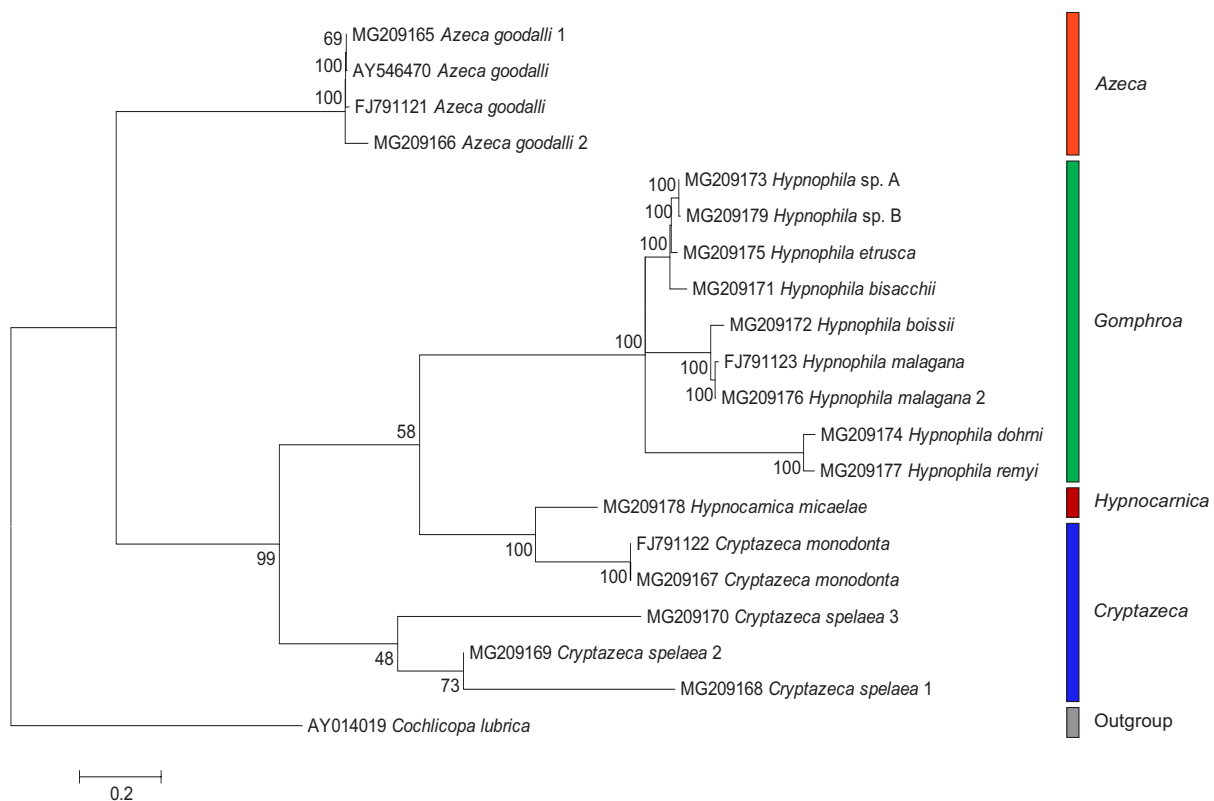 69
MG209165 Azeca goodalli 1
100
AY546470 Azeca goodalli
Azeca
100
FJ791121 Azeca goodalli
MG209166 Azeca goodalli 2
100
MG209173 Hypnophila sp. A
100
MG209179 Hypnophila sp. B
100
MG209175 Hypnophila etrusca
MG209171 Hypnophila bisacchii
Gomphroa
MG209172 Hypnophila boissii
100
FJ791123 Hypnophila malagana
100
100
MG209176 Hypnophila malagana 2
58
MG209174 Hypnophila dohrni
100
MG209177 Hypnophila remyi
MG209178 Hypnocarnica micaelae
Hypnocarnica
FJ791122 Cryptazeca monodonta
99
100
100
MG209167 Cryptazeca monodonta
Cryptazeca
MG209170 Cryptazeca spelaea 3
48
MG209169 Cryptazeca spelaea 2
73
MG209168 Cryptazeca spelaea 1
AY014019 Cochlicopa lubrica
Outgroup
0.2